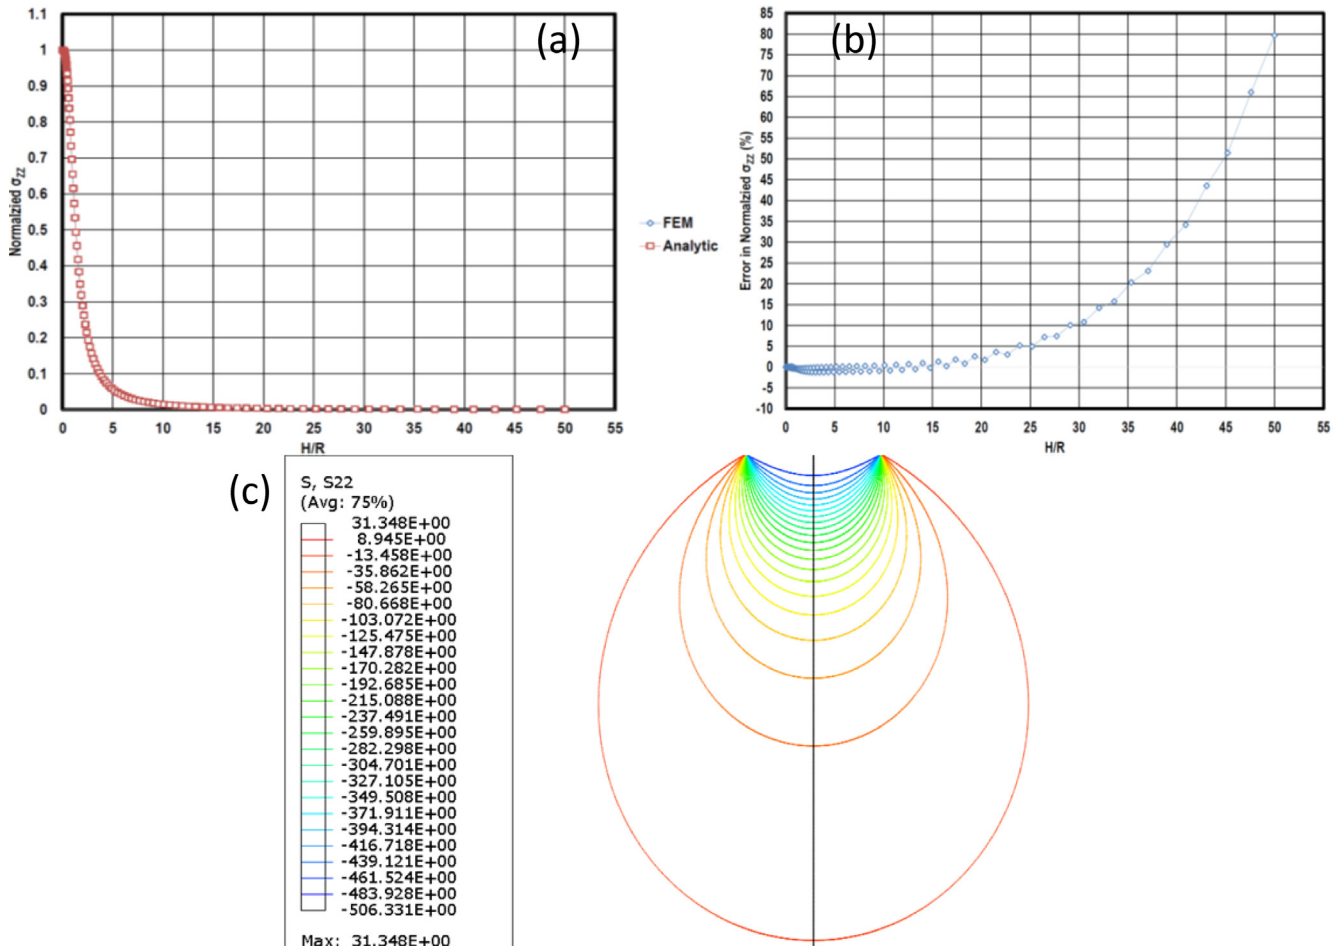 (a)
Normalzied σZZ
1.1
1
0.9
0.8
0.7
0.6
0.5
0.4
0.3
0.2
0.1
0
0 5 10 15 20 25 30 35 40 45 50 55
H/R
FEM
Analytic
(b)
Error in Normalzied σZZ (%)
85
80
75
70
65
60
55
50
45
40
35
30
25
20
15
10
5
0
-5
-10
0 5 10 15 20 25 30 35 40 45 50 55
H/R
(c)
S, S22
(Avg: 75%)
31.348E+00
8.945E+00
-13.458E+00
-35.862E+00
-58.265E+00
-80.668E+00
-103.072E+00
-125.475E+00
-147.878E+00
-170.282E+00
-192.685E+00
-215.088E+00
-237.491E+00
-259.895E+00
-282.298E+00
-304.701E+00
-327.105E+00
-349.508E+00
-371.911E+00
-394.314E+00
-416.718E+00
-439.121E+00
-461.524E+00
-483.928E+00
-506.331E+00
Max: 31.348E+00